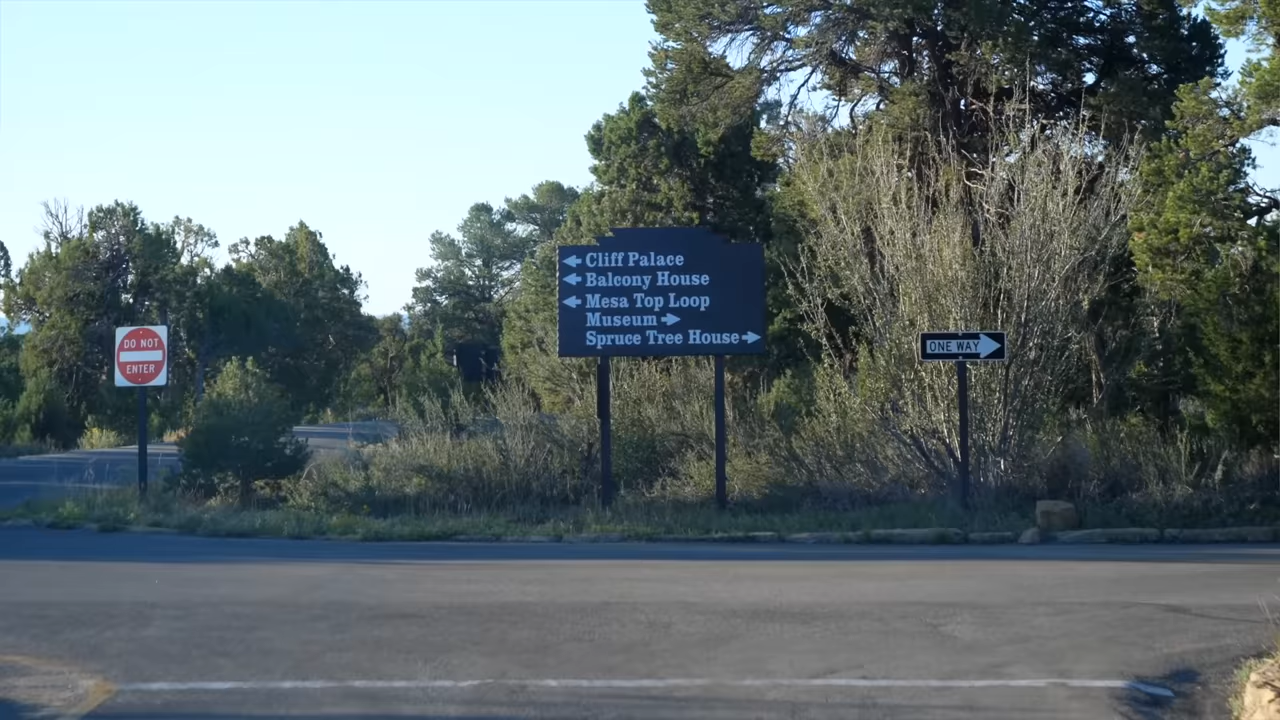 DO NOT
ENTER
Cliff Palace
Balcony House
Mesa Top Loop
Museum
Spruce Tree House
ONE WAY